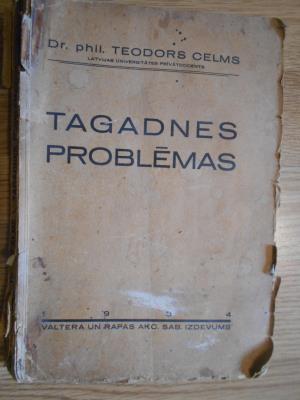 Dr. phil. TEODORS CELMS
LATVIJAS UNIVERSITĀTES PRIVĀTDOCENTS
TAGADNES
PROBLĒMAS
1 9 3 4
VALTERA UN RAPAS AKC. SAB. IZDEVUMS